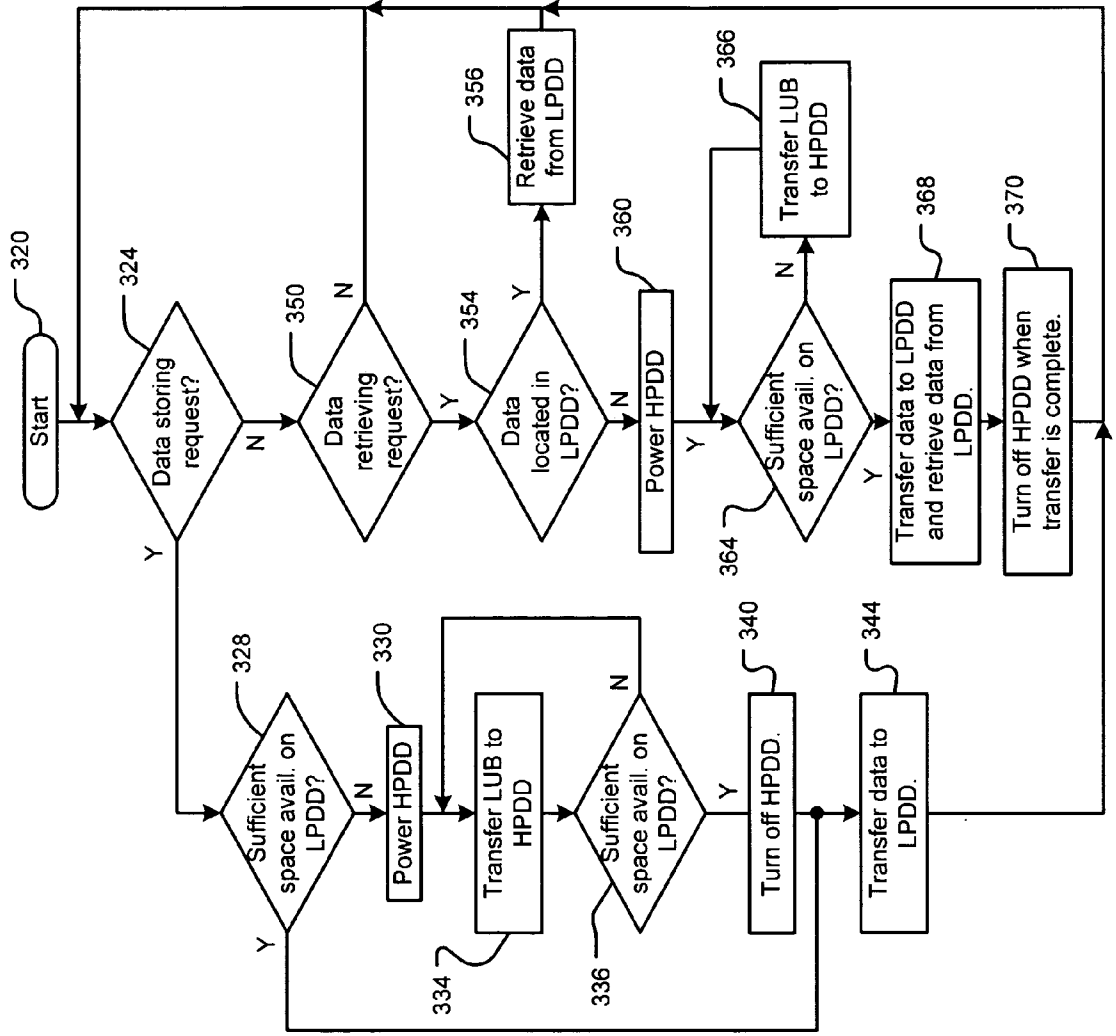 320
Start
324
Data storing
request?
Y
N
328
Sufficient
space avail. on
LPDD?
Y
N
330
Power HPDD
334
Transfer LUB to
HPDD
336
Sufficient
space avail. on
LPDD?
N
Y
340
Turn off HPDD.
344
Transfer data to
LPDD.
350
Data
retrieving
request?
N
Y
354
Data
located in
LPDD?
Y
N
356
Retrieve data
from LPDD
360
Power HPDD
Y
364
Sufficient
space avail. on
LPDD?
N
Y
366
Transfer LUB
to HPDD
368
Transfer data to LPDD
and retrieve data from
LPDD.
370
Turn off HPDD when
transfer is complete.